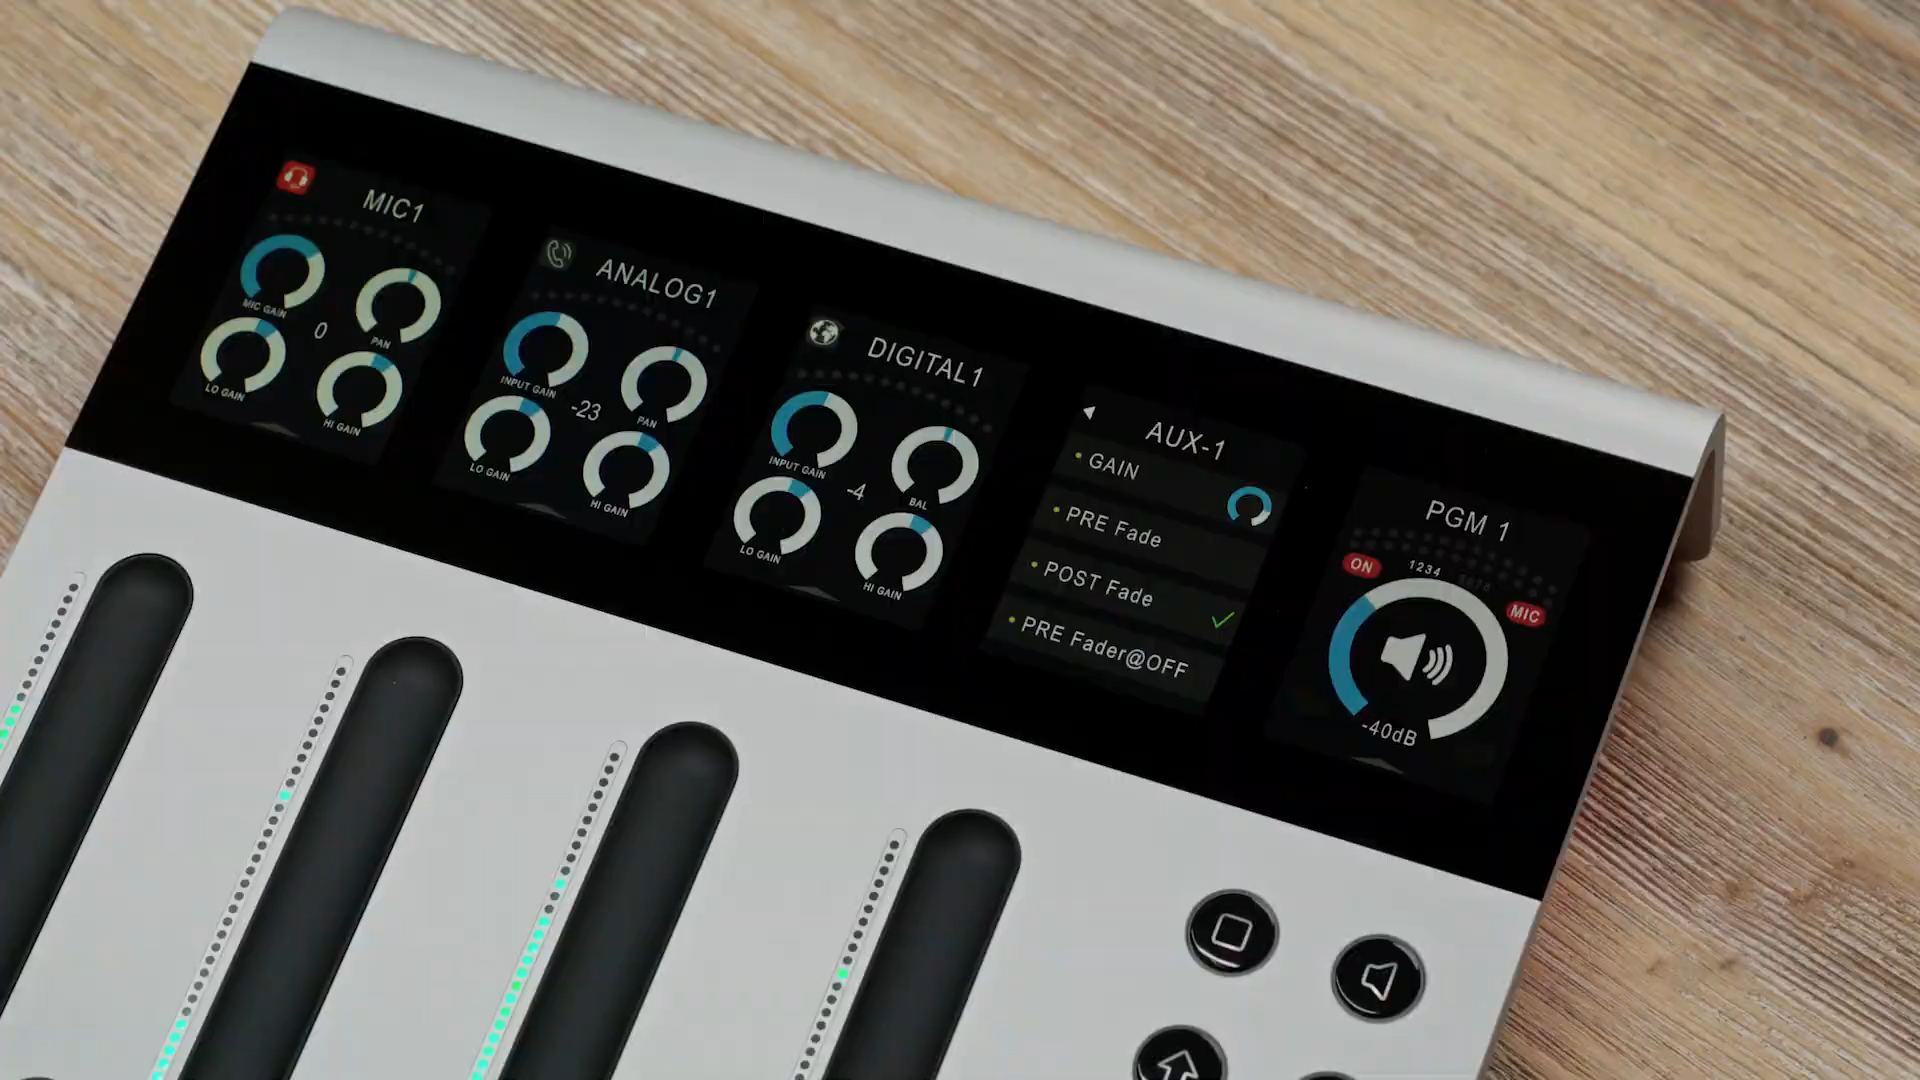 MIC1
MIC GAIN
PAN
0
LO GAIN
HI GAIN
ANALOG1
INPUT GAIN
PAN
-23
LO GAIN
HI GAIN
DIGITAL1
INPUT GAIN
BAL
-4
LO GAIN
HI GAIN
AUX-1
GAIN
PRE Fade
POST Fade
PRE Fader@OFF
PGM 1
ON
1234
MIC
-40dB